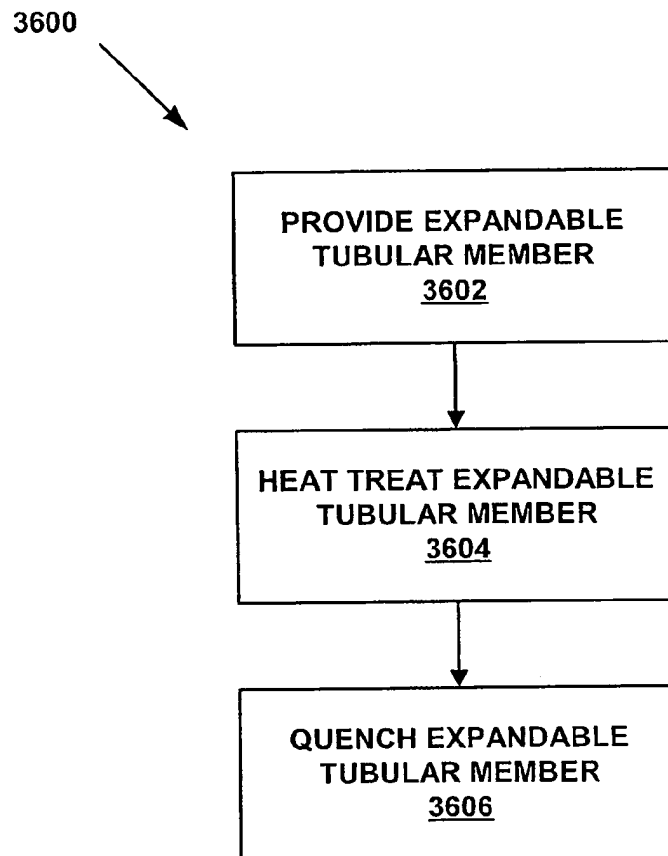 3600
PROVIDE EXPANDABLE
TUBULAR MEMBER
3602
HEAT TREAT EXPANDABLE
TUBULAR MEMBER
3604
QUENCH EXPANDABLE
TUBULAR MEMBER
3606